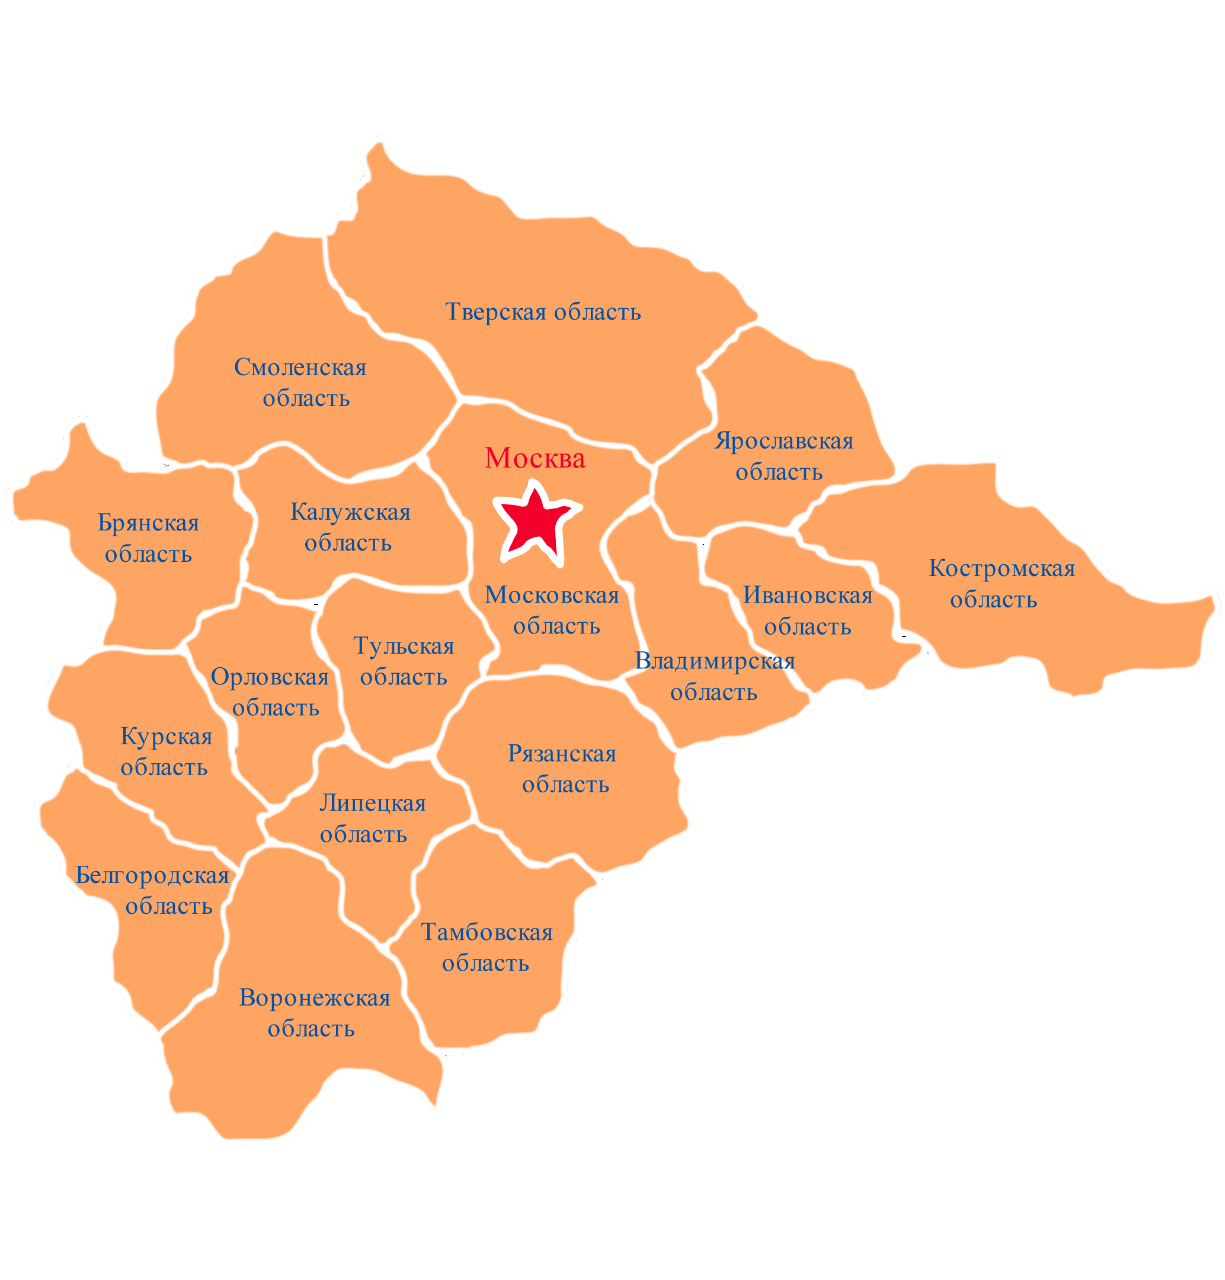 Тверская область
Смоленская
область
Ярославская
область
Москва
Калужская
область
Брянская
область
Костромская
область
Московская
область
Ивановская
область
Тульская
область
Владимирская
область
Орловская
область
Курская
область
Рязанская
область
Липецкая
область
Белгородская
область
Тамбовская
область
Воронежская
область